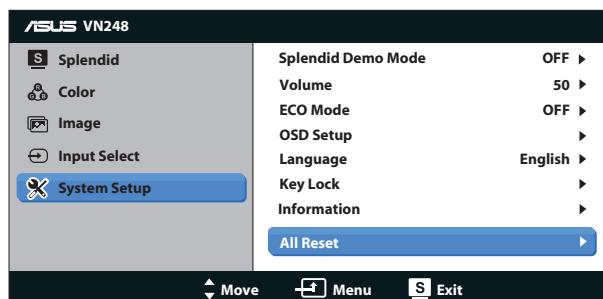 ASUS VN248
S Splendid
Color
Image
Input Select
System Setup
Splendid Demo Mode OFF
Volume 50
ECO Mode OFF
OSD Setup
Language English
Key Lock
Information
All Reset
Move Menu S Exit